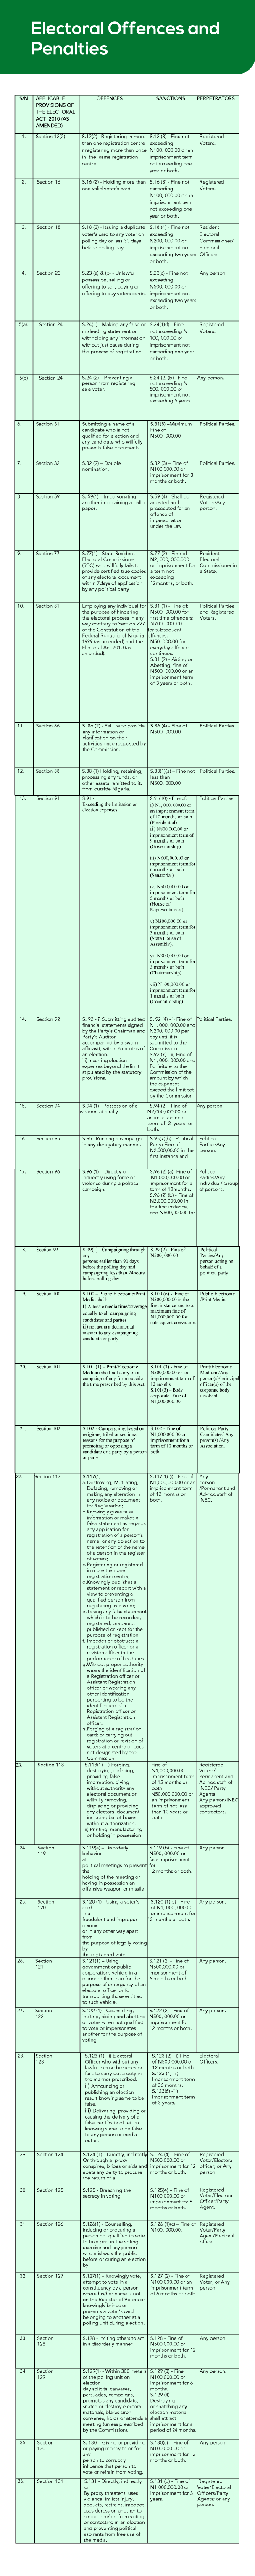 Electoral Offences and
Penalties
S/N
APPLICABLE
PROVISIONS OF
THE ELECTORAL
ACT 2010 (AS
AMENDED)
OFFENCES
SANCTIONS
PERPETRATORS
1.
Section 12(2)
S.12(2) –Registering in more
than one registration centre
r registering more than once
in the same registration
centre.
S.12 (3) - Fine not
exceeding
N100, 000.00 or an
imprisonment term
not exceeding one
year or both.
Registered
Voters.
2.
Section 16
S.16 (2) - Holding more than
one valid voter's card.
S.16 (3) - Fine not
exceeding
N100, 000.00 or an
imprisonment term
not exceeding one
year or both.
Registered
Voters.
3.
Section 18
S.18 (3) - Issuing a duplicate
voter's card to any voter on
polling day or less 30 days
before polling day.
S.18 (4) - Fine not
exceeding
N200, 000.00 or
imprisonment not
exceeding two years
or both.
Resident
Electoral
Commissioner/
Electoral
Officers.
4.
Section 23
S.23 (a) & (b) - Unlawful
possession, selling or
offering to sell, buying or
offering to buy voters cards.
S.23(c) - Fine not
exceeding
N500, 000.00 or
imprisonment not
exceeding two years
or both.
Any person.
5(a).
Section 24
S.24(1) - Making any false or
misleading statement or
withholding any information
without just cause during
the process of registration.
S.24(1)(f) - Fine
not exceeding N
100, 000.00 or
imprisonment not
exceeding one year
or both.
Registered
Voters.
5(b)
Section 24
S.24 (2) – Preventing a
person from registering
as a voter.
S.24 (2) (b) –Fine
not exceeding N
500, 000.00 or
imprisonment not
exceeding 5 years.
Any person.
6.
Section 31
Submitting a name of a
candidate who is not
qualified for election and
any candidate who willfully
presents false documents.
S.31(8) –Maximum
Fine of
N500, 000.00
Political Parties.
7.
Section 32
S.32 (2) – Double
nomination.
S.32 (3) – Fine of
N100,000.00 or
imprisonment for 3
months or both.
Political Parties.
8.
Section 59
S. 59(1) – Impersonating
another in obtaining a ballot
paper.
S.59 (4) - Shall be
arrested and
prosecuted for an
offence of
impersonation
under the Law
Registered
Voters/Any
person.
9.
Section 77
S.77(1) - State Resident
Electoral Commissioner
(REC) who willfully fails to
provide certified true copies
of any electoral document
within 7days of application
by any political party .
S.77 (2) - Fine of
N2, 000, 000.000
or imprisonment for
a term not
exceeding
12months, or both.
Resident
Electoral
Commissioner in
a State.
10.
Section 81
Employing any individual for
the purpose of hindering
the electoral process in any
way contrary to Section 227
of the Constitution of the
Federal Republic of Nigeria
1999 (as amended) and the
Electoral Act 2010 (as
amended).
S.81 (1) - Fine of:
N500, 000.00 for
first time offenders;
N700, 000. 00
for subsequent
offences.
N50, 000.00 for
everyday offence
continues.
S.81 (2) - Aiding or
Abetting; fine of
N500, 000.00 or an
imprisonment term
of 3 years or both.
Political Parties
and Registered
Voters.
11.
Section 86
S. 86 (2) - Failure to provide
any information or
clarification on their
activities once requested by
the Commission.
S.86 (4) - Fine of
N500, 000.00
Political Parties.
12.
Section 88
S.88 (1) Holding, retaining,
processing any funds, or
other assets remitted to it
from outside Nigeria.
S.88(1)(a) – Fine not
less than
N500, 000.00
Political Parties.
13.
Section 91
S.91 -
Exceeding the limitation on
election expenses.
S.91(10) - Fine of;
i) N1, 000, 000.00 or
an imprisonment term
of 12 months or both
(Presidential).
ii) N800,000.00 or
imprisonment term of
9 months or both
(Governorship)
iii) N600,000.00 or
imprisonment term for
6 months or both
(Senatorial).
iv) N500,000.00 or
imprisonment term for
5 months or both
(House of
Representatives).
v) N300,000.00 or
imprisonment term for
3 months or both
(State House of
Assembly)
vi) N300,000.00 or
imprisonment term for
3 months or both
(Chairmanship)
vii) N100,000.00 or
imprisonment term for
1 months or both
(Councillorship)
Political Parties.
14.
Section 92
S. 92 - i) Submitting audited
financial statements signed
by the Party's Chairman and
Party's Auditor
accompanied by a sworn
affidavit, within 6 months of
an election.
ii) Incurring election
expenses beyond the limit
stipulated by the statutory
provisions.
S. 92 (4) - i) Fine of
N1, 000, 000.00 and
N200, 000.00 per
day until it is
submitted to the
Commission.
S.92 (7) - ii) Fine of
N1, 000, 000.00 and
Forfeiture to the
Commission of the
amount by which
the expenses
exceed the limit set
by the Commission
Political Parties.
15.
Section 94
S.94 (1) - Possession of a
weapon at a rally.
S.94 (2) - Fine of
N2,000,000.00 or
an imprisonment
term of 2 years or
both.
Any person.
16.
Section 95
S.95 –Running a campaign
in any derogatory manner.
S.95(7)(b) - Political
Party; Fine of
N2,000,00.00 in the
first instance and
Political
Parties/Any
person.
17.
Section 96
S.96 (1) – Directly or
indirectly using force or
violence during a political
campaign.
S.96 (2) (a)- Fine of
N1,000,000.00 or
imprisonment for a
term of 12months.
S.96 (2) (b) - Fine of
N2,000,000.00 in
the first instance,
and N500,000.00 for
Political
Parties/Any
individual/ Group
of persons.
18.
Section 99
S.99(1) - Campaigning through
any
persons earlier than 90 days
before the polling day and
campaigning less than 24hours
before polling day.
S.99 (2) - Fine of
N500, 000.00
Political
Parties/Any
person acting on
behalf of a
political party.
19.
Section 100
S.100 - Public Electronic/Print
Media shall:
i) Allocate media time/coverage
equally to all campaigning
candidates and parties.
ii) not act in a detrimental
manner to any campaigning
candidate or party.
S.100 (6) – Fine of
N500,000.00 in the
first instance and to a
maximum fine of
N1,000,000.00 for
subsequent conviction.
Public Electronic
/Print Media
20.
Section 101
S.101 (1) - Print/Electronic
Medium shall not carry on a
campaign of any form outside
the time prescribed by this Act.
S.101 (3) - Fine of
N500,000.00 or an
imprisonment term of
12 months.
S.101(3) - Body
corporate: Fine of
N1,000,000.00
Print/Electronic
Medium /Any
person(s)/ principal
officer(s) of the
corporate body
involved.
21.
Section 102
S.102 - Campaigning based on
religious, tribal or sectional
reasons for the purpose of
promoting or opposing a
candidate or a party by a person
or party.
S.102 - Fine of
N1,000,000.00 or
imprisonment for a
term of 12 months or
both.
Political Party
Candidates/ Any
person(s) /Any
Association.
22.
Section 117
S.117(1) –
a.Destroying, Mutilating,
Defacing, removing or
making any alteration in
any notice or document
for Registration;
b.Knowingly gives false
information or makes a
false statement as regards
any application for
registration of a person's
name; or any objection to
the retention of the name
of a person in the register
of voters;
c.Registering or registered
in more than one
registration centre;
d.Knowingly publishes a
statement or report with a
view to preventing a
qualified person from
registering as a voter;
e.Taking any false statement
which is to be recorded,
registered, prepared,
published or kept for the
purpose of registration.
f. Impedes or obstructs a
registration officer or a
revision officer in the
performance of his duties.
g.Without proper authority
wears the identification of
a Registration officer or
Assistant Registration
officer or wearing any
other identification
purporting to be the
identification of a
Registration officer or
Assistant Registration
officer.
h.Forging of a registration
card; or carrying out
registration or revision of
voters at a centre or pace
not designated by the
Commission
S.117 1) (i) - Fine of
N1,000,000.00 or an
imprisonment term
of 12 months or
both.
Any
person
/Permanent and
Ad-hoc staff of
INEC.
23.
Section 118
S.118(1) - i) Forging,
destroying, defacing,
providing false
information, giving
without authority any
electoral document or
willfully removing,
displacing or providing
any electoral document
including ballot boxes
without authorization.
ii) Printing, manufacturing
or holding in possession
Fine of
N1,000,000.00
imprisonment term
of 12 months or
both.
N50,000,000.00 or
an imprisonment
term of not less
than 10 years or
both.
Registered
Voters/
Permanent and
Ad-hoc staff of
INEC/ Party
Agents.
Any person/INEC
approved
contractors.
24.
Section
119
S.119(a) – Disorderly
behavior
at
political meetings to prevent
the
holding of the meeting or
having in possession an
offensive weapon or missile.
S.119 (b) - Fine of
N500, 000.00 or
face imprisonment
for
12 months or both.
Any person.
25.
Section
120
S.120 (1) - Using a voter's
card
in a
fraudulent and improper
manner
or in any other way apart
from
the purpose of legally voting
by
the registered voter.
S.120 (1)(d) - Fine
of N1, 000, 000.00
or imprisonment for
12 months or both.
Any person.
26.
Section
121
S.121(1) – Using
government or public
corporations vehicle in a
manner other than for the
purpose of emergency of an
electoral officer or for
transporting those entitled
to such vehicle.
S.121 (2) - Fine of
N500,000.00 or
imprisonment of
6 months or both.
Any person.
27.
Section
122
S.122 (1) - Counselling,
inciting, aiding and abetting
or votes when not qualified
to vote or impersonates
another for the purpose of
voting.
S.122 (2) - Fine of
N500, 000.00 or
imprisonment for
12 months or both.
Any person.
28.
Section
123
S.123 (1) - i) Electoral
Officer who without any
lawful excuse breaches or
fails to carry out a duty in
the manner prescribed.
ii) Announcing or
publishing an election
result knowing same to be
false.
iii) Delivering, providing or
causing the delivery of a
false certificate of return
knowing same to be false
to any person or media
outlet.
S.123 (2) - i) Fine
of N500,000.00 or
12 months or both.
S.123 (4) -ii)
Imprisonment term
of 36 months.
S.123(6) -iii)
Imprisonment term
of 3 years.
Electoral
Officers.
29.
Section 124
S.124 (1) - Directly, indirectly
Or through a proxy
conspires, bribes or aids and
abets any party to procure
the return of a
S.124 (4) - Fine of
N500,000.00 or
imprisonment for 12
months or both.
Registered
Voter/Electoral
officer; or Any
person
30.
Section 125
S.125 - Breaching the
secrecy in voting.
S.125(4) – Fine of
N100,000.00 or
imprisonment for 6
months or both.
Registered
Voter/Electoral
Officer/Party
Agent.
31.
Section 126
S.126(1) - Counselling,
inducing or procuring a
person not qualified to vote
to take part in the voting
exercise and any person
who misleads the public
before or during an election
by
S.126 (1)(c) – Fine of
N100, 000.00.
Registered
Voter/Party
Agent/Electoral
officer.
32.
Section 127
S.127(1) – Knowingly vote,
attempt to vote in a
constituency by a person
where his/her name is not
on the Register of Voters or
knowingly brings or
presents a voter's card
belonging to another at a
polling unit during election.
S.127 (2) - Fine of
N100,000.00 or an
imprisonment term
of 6 months or both.
Registered
Voter; or Any
person
33.
Section
128
S.128 - Inciting others to act
in a disorderly manner
S.128 - Fine of
N500,000.00 or
imprisonment for 12
months or both.
Any person.
34.
Section
129
S.129(1) - Within 300 meters
of the polling unit on
election
day solicits, canvasses,
persuades, campaigns,
promotes any candidate,
snatch or destroy electoral
materials, blares siren
convenes, holds or attends a
meeting (unless prescribed
by the Commission).
S.129 (3) - Fine of
N100,000.00 or
imprisonment for 6
months.
S.129 (4) -
Destroying
or snatching any
election material
shall attract
imprisonment for a
period of 24 months.
Any person.
35.
Section
130
S. 130 – Giving or providing
or paying money to or for
any
person to corruptly
influence that person to
vote or refrain from voting.
S.130(c) – Fine of
N100,000.00 or
imprisonment for 12
months or both.
Any person.
36.
Section 131
S.131 - Directly, indirectly
or
By proxy threatens, uses
violence, inflicts injury,
abducts, restrains, impedes,
uses duress on another to
hinder him/her from voting
or contesting in an election
and preventing political
aspirants from free use of
the media,
S.131 (d) - Fine of
N1,000,000.00 or
imprisonment for 3
years.
Registered
Voter/Electoral
Officers/Party
Agents; or any
person.